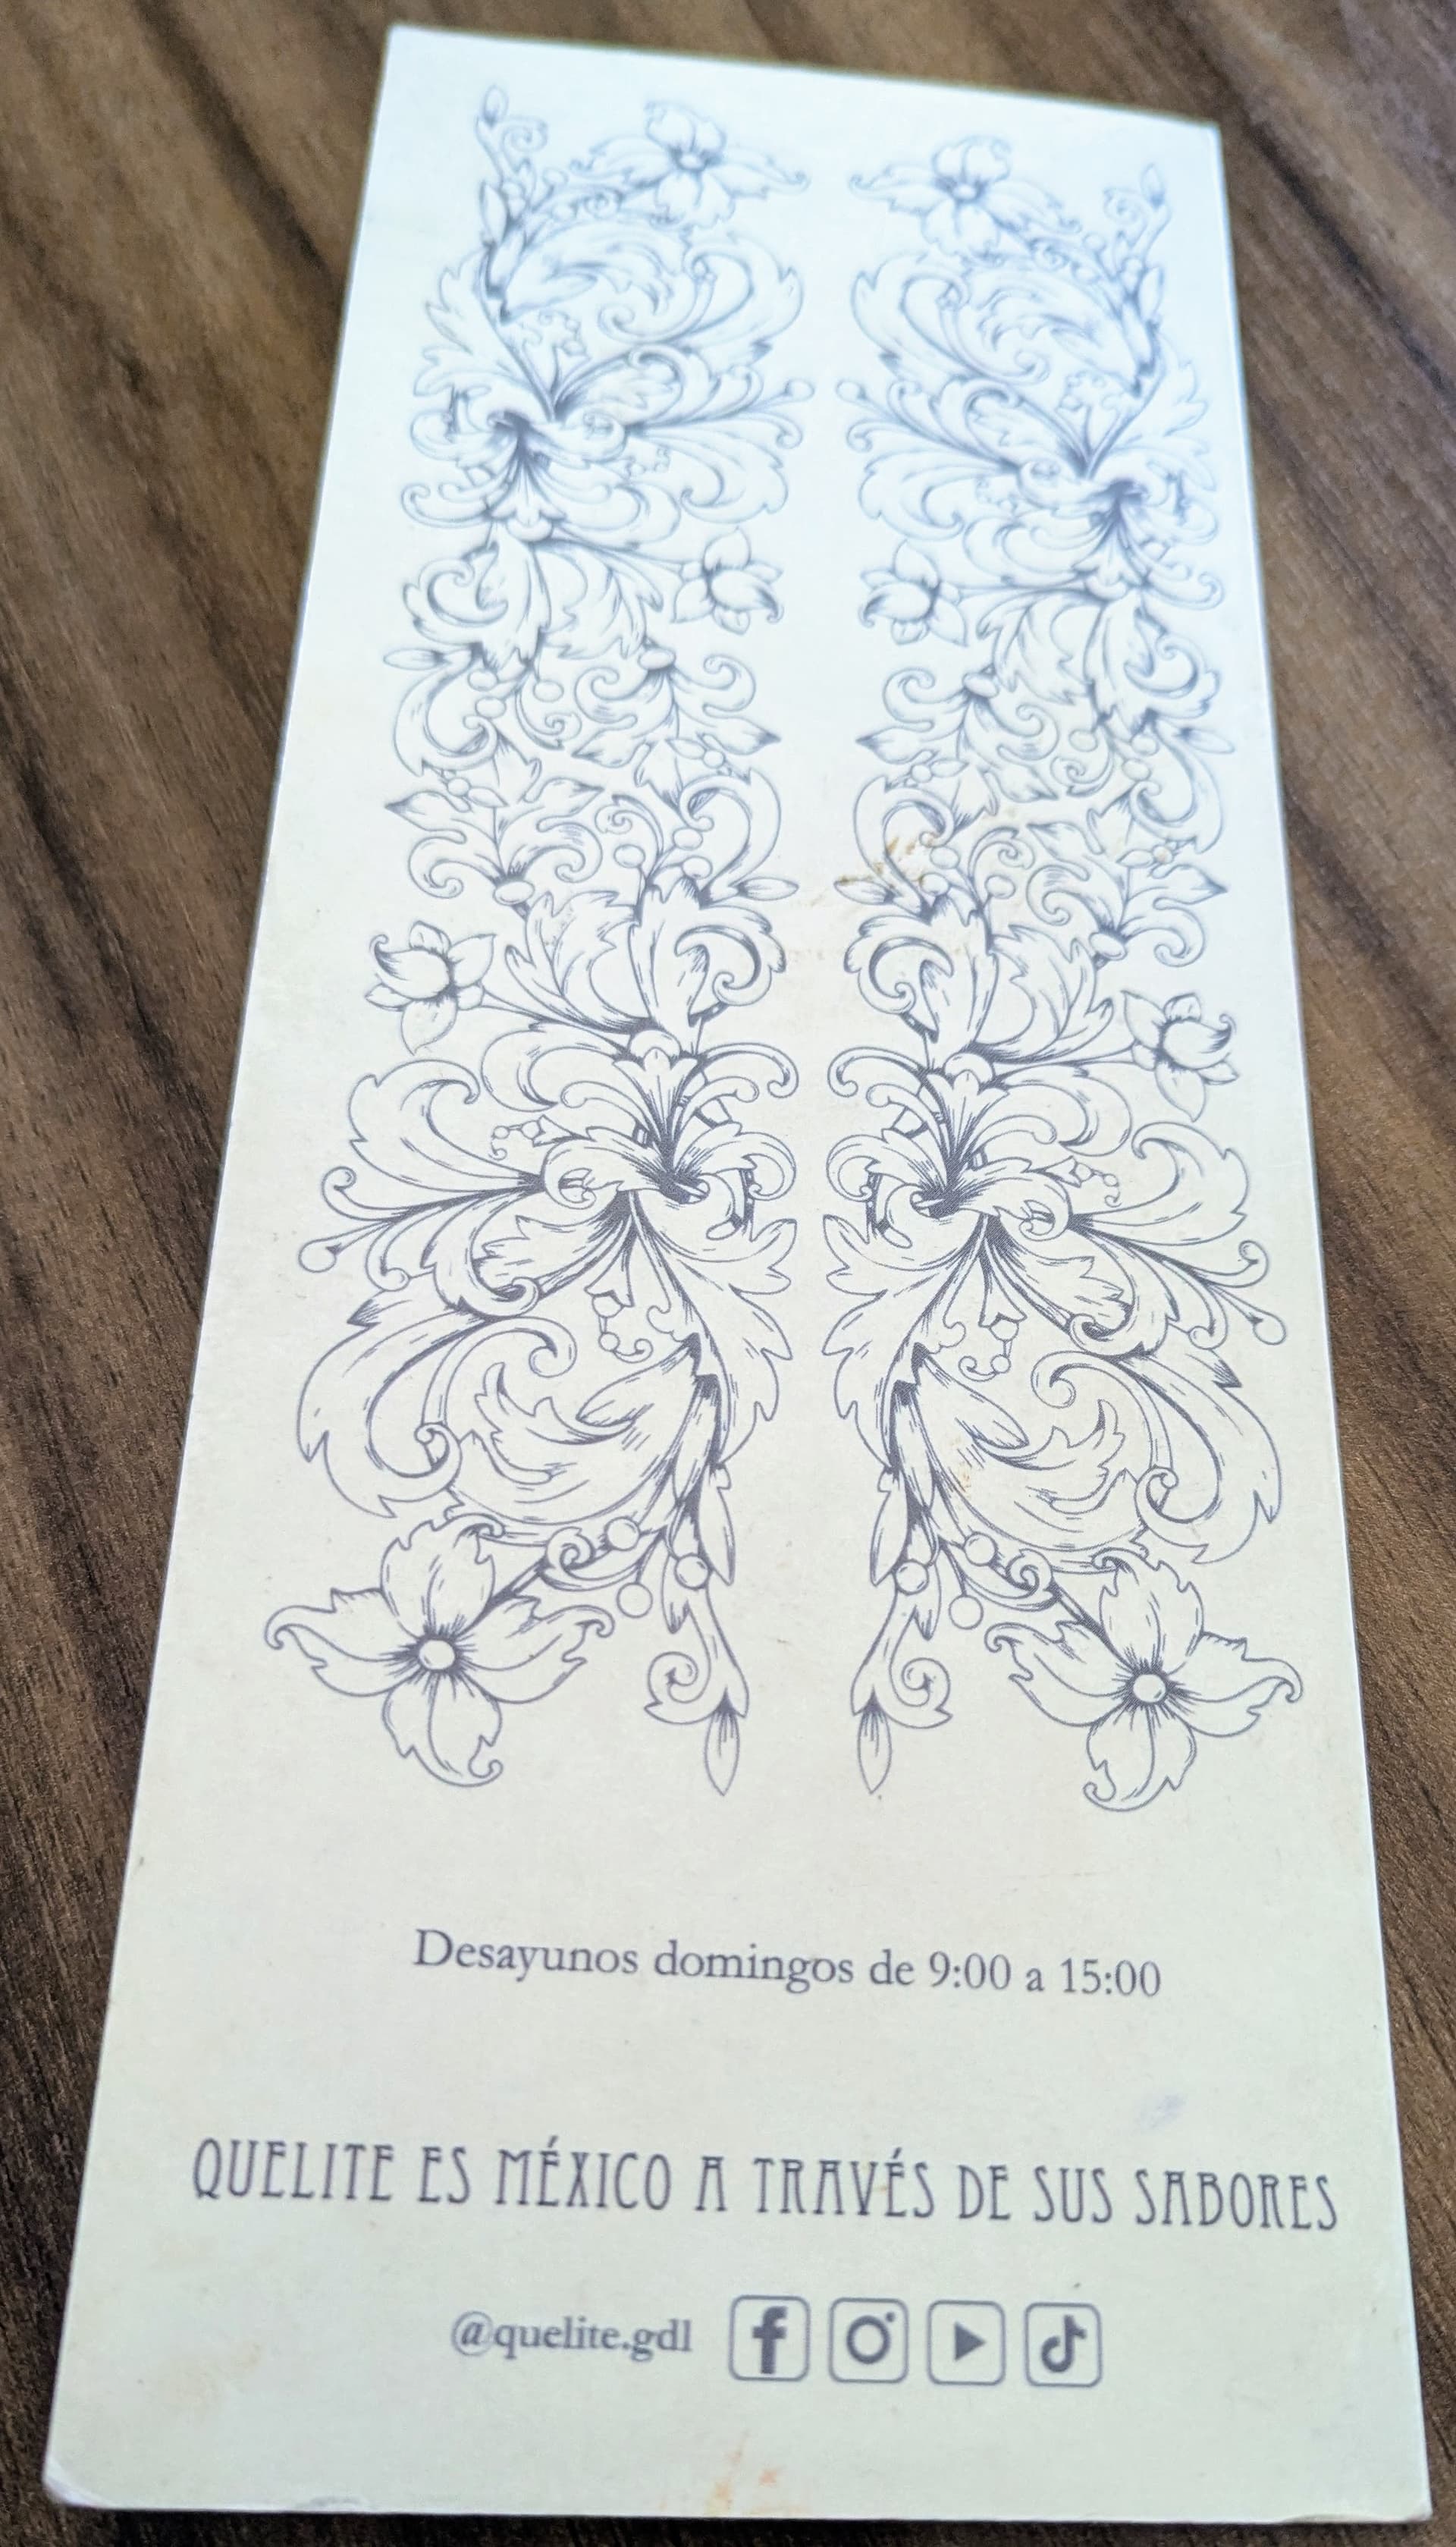 Desayunos domingos de 9:00 a 15:00
QUELITE ES MÉXICO A TRAVÉS DE SUS SABORES
@quelite.gdl